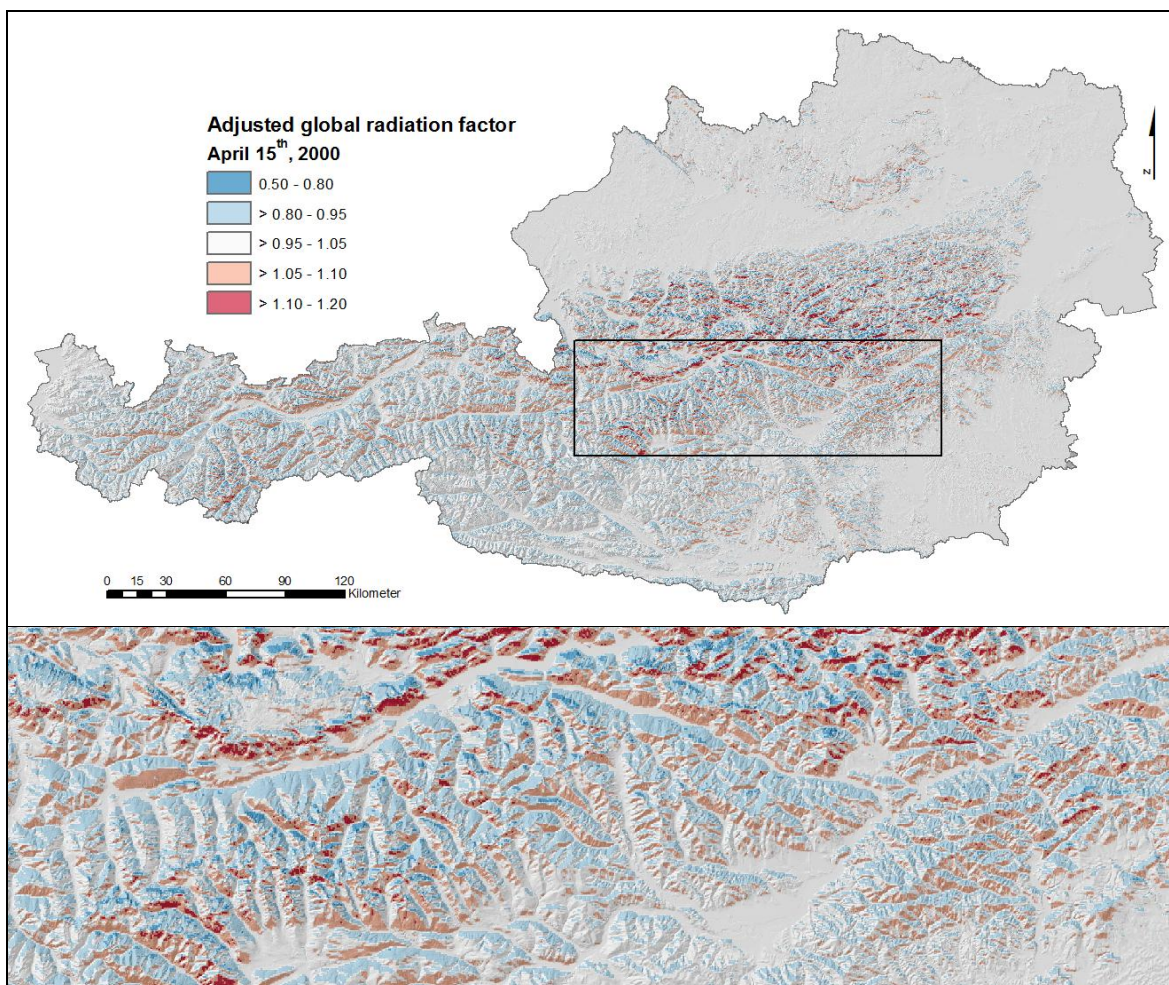 Adjusted global radiation factor
April 15th, 2000
0.50 - 0.80
> 0.80 - 0.95
> 0.95 - 1.05
> 1.05 - 1.10
> 1.10 - 1.20
N
0 15 30 60 90 120
Kilometer